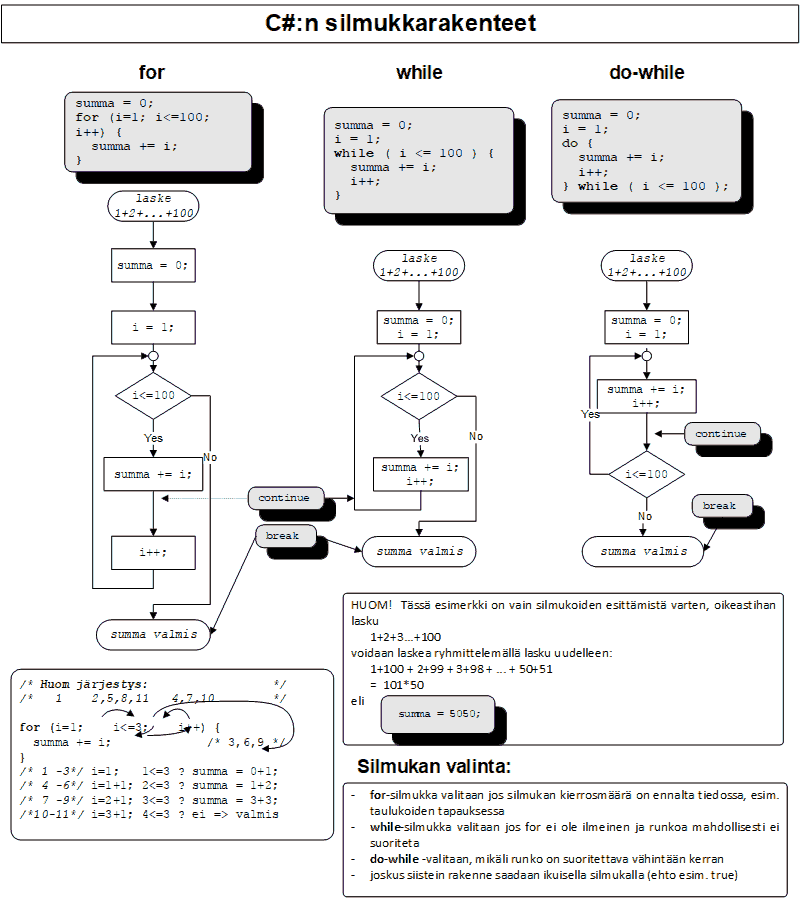 C#:n silmukkarakenteet
for
summa = 0;
for (i=1; i<=100;
i++) {
summa += i;
}
laske
1+2+...+100
summa = 0;
i = 1;
i<=100
Yes
No
summa += i;
i++;
summa valmis
while
summa = 0;
i = 1;
while ( i <= 100 ) {
summa += i;
i++;
}
laske
1+2+...+100
summa = 0;
i = 1;
i<=100
Yes
No
summa += i;
i++;
continue
break
summa valmis
do-while
summa = 0;
i = 1;
do {
summa += i;
i++;
} while ( i <= 100 );
laske
1+2+...+100
summa = 0;
i = 1;
summa += i;
i++;
Yes
continue
i<=100
No
break
summa valmis
HUOM! Tässä esimerkki on vain silmukoiden esittämistä varten, oikeastihan
lasku
1+2+3...+100
voidaan laskea ryhmittelemällä lasku uudelleen:
1+100 + 2+99 + 3+98+ ... + 50+51
= 101*50
eli
summa = 5050;
/* Huom järjestys: */
/* 1 2,5,8,11 4,7,10 */
for (i=1; i<=3; i++) {
summa += i; /* 3,6,9 */
}
/* 1 -3*/ i=1; 1<=3 ? summa = 0+1;
/* 4 -6*/ i=1+1; 2<=3 ? summa = 1+2;
/* 7 -9*/ i=2+1; 3<=3 ? summa = 3+3;
/*10-11*/ i=3+1; 4<=3 ? ei => valmis
Silmukan valinta:
- for-silmukka valitaan jos silmukan kierrosmäärä on ennalta tiedossa, esim.
taulukoiden tapauksessa
- while-silmukka valitaan jos for ei ole ilmeinen ja runkoa mahdollisesti ei
suoriteta
- do-while -valitaan, mikäli runko on suoritettava vähintään kerran
- joskus siistein rakenne saadaan ikuisella silmukalla (ehto esim. true)